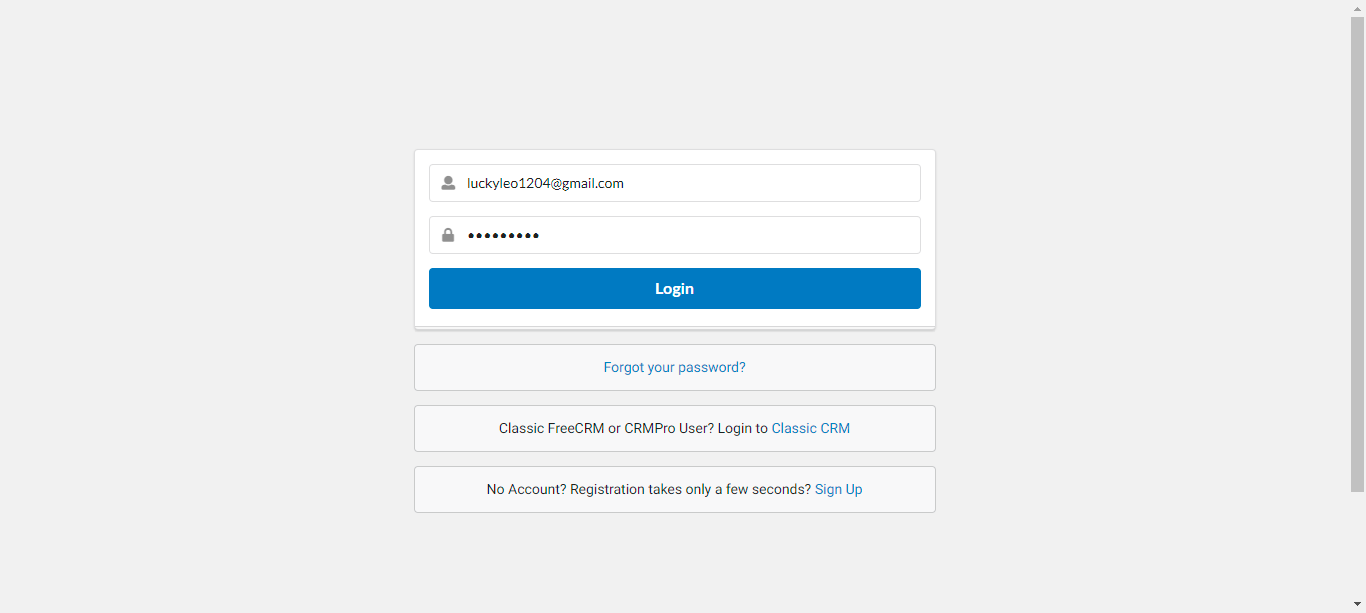 luckyleo1204@gmail.com
•••••••••
Login
Forgot your password?
Classic FreeCRM or CRMPro User? Login to Classic CRM
No Account? Registration takes only a few seconds? Sign Up